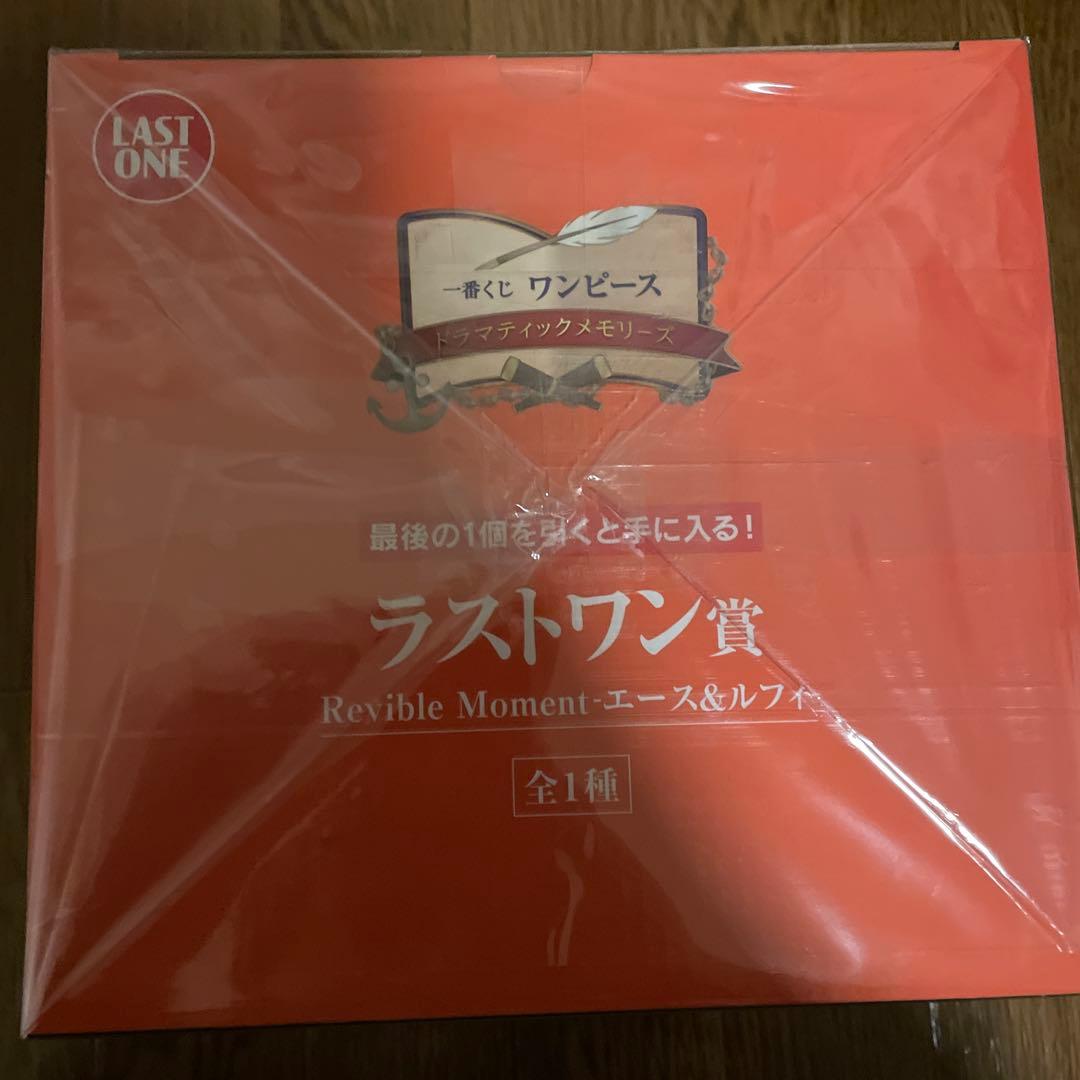 LAST
ONE
一番くじ ワンピース
ドラマティックメモリーズ
最後の1個を引くと手に入る!
ラストワン賞
Revible Moment-エース&ルフィ-
全1種